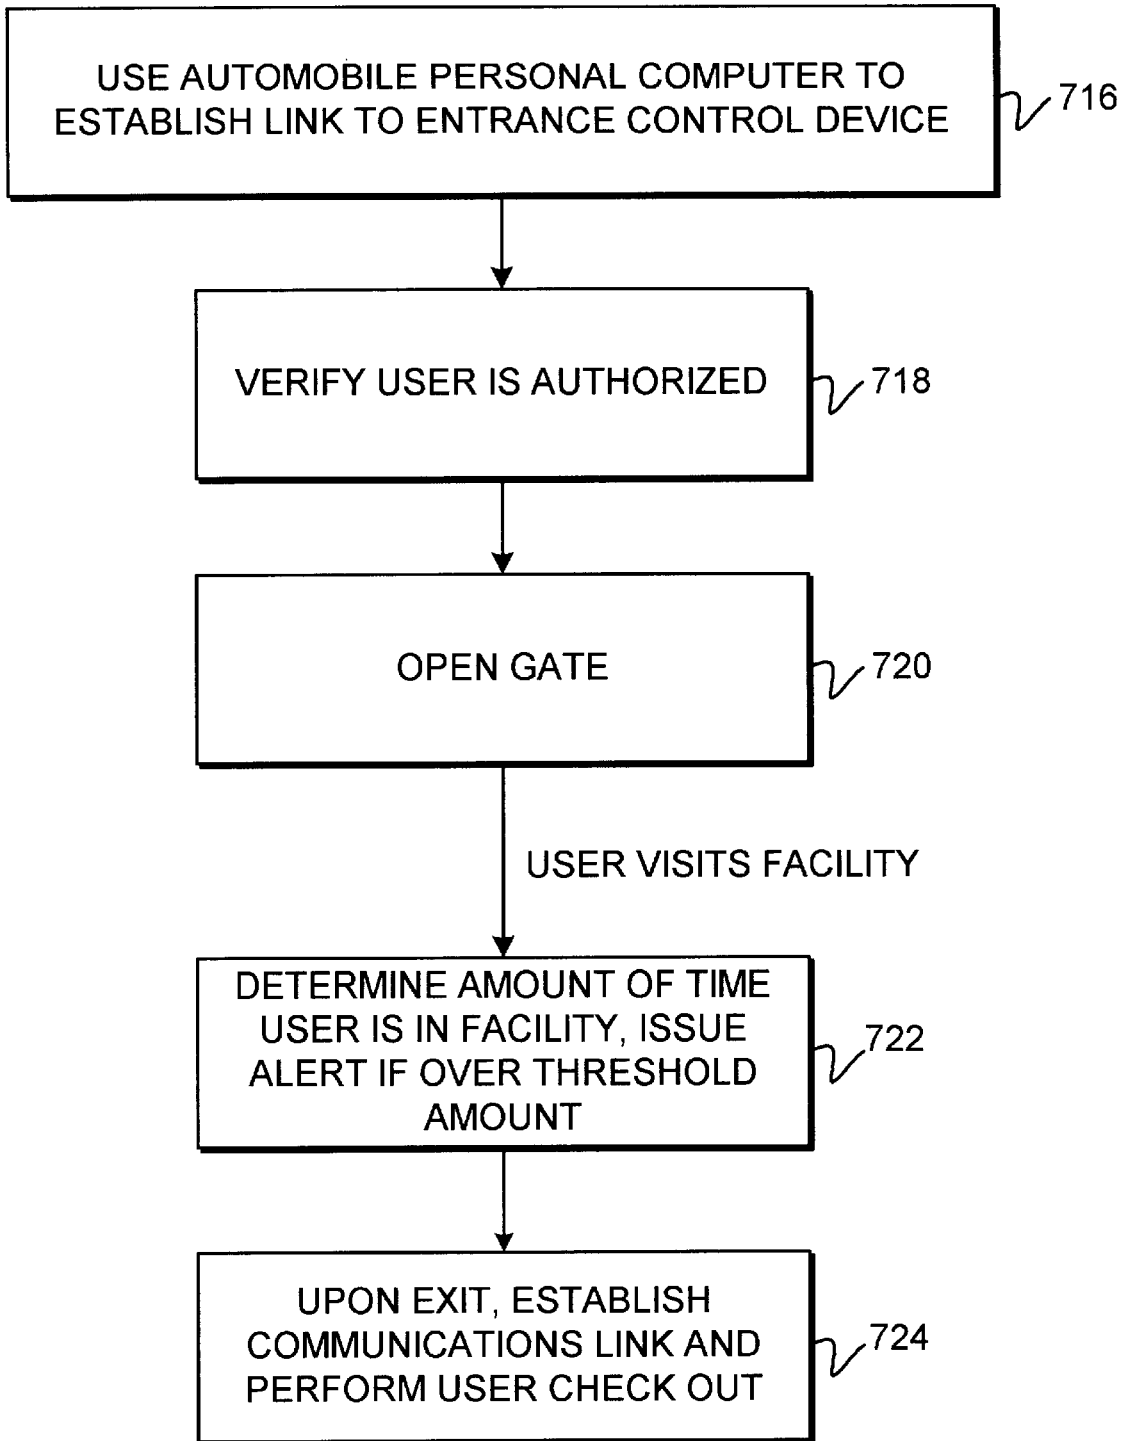 USE AUTOMOBILE PERSONAL COMPUTER TO
ESTABLISH LINK TO ENTRANCE CONTROL DEVICE
716
VERIFY USER IS AUTHORIZED
718
OPEN GATE
720
USER VISITS FACILITY
DETERMINE AMOUNT OF TIME
USER IS IN FACILITY, ISSUE
ALERT IF OVER THRESHOLD
AMOUNT
722
UPON EXIT, ESTABLISH
COMMUNICATIONS LINK AND
PERFORM USER CHECK OUT
724